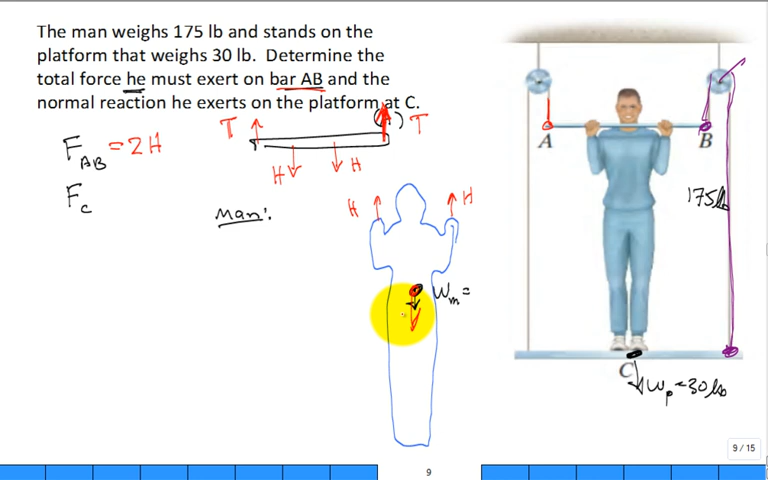 The man weighs 175 lb and stands on the
platform that weighs 30 lb. Determine the
total force he must exert on bar AB and the
normal reaction he exerts on the platform at C.
F_AB = 2H
T
T
H
H
F_c
Man:
H
H
W_m =
A
B
175lb
C
W_p = 30 lb
9 / 15
9